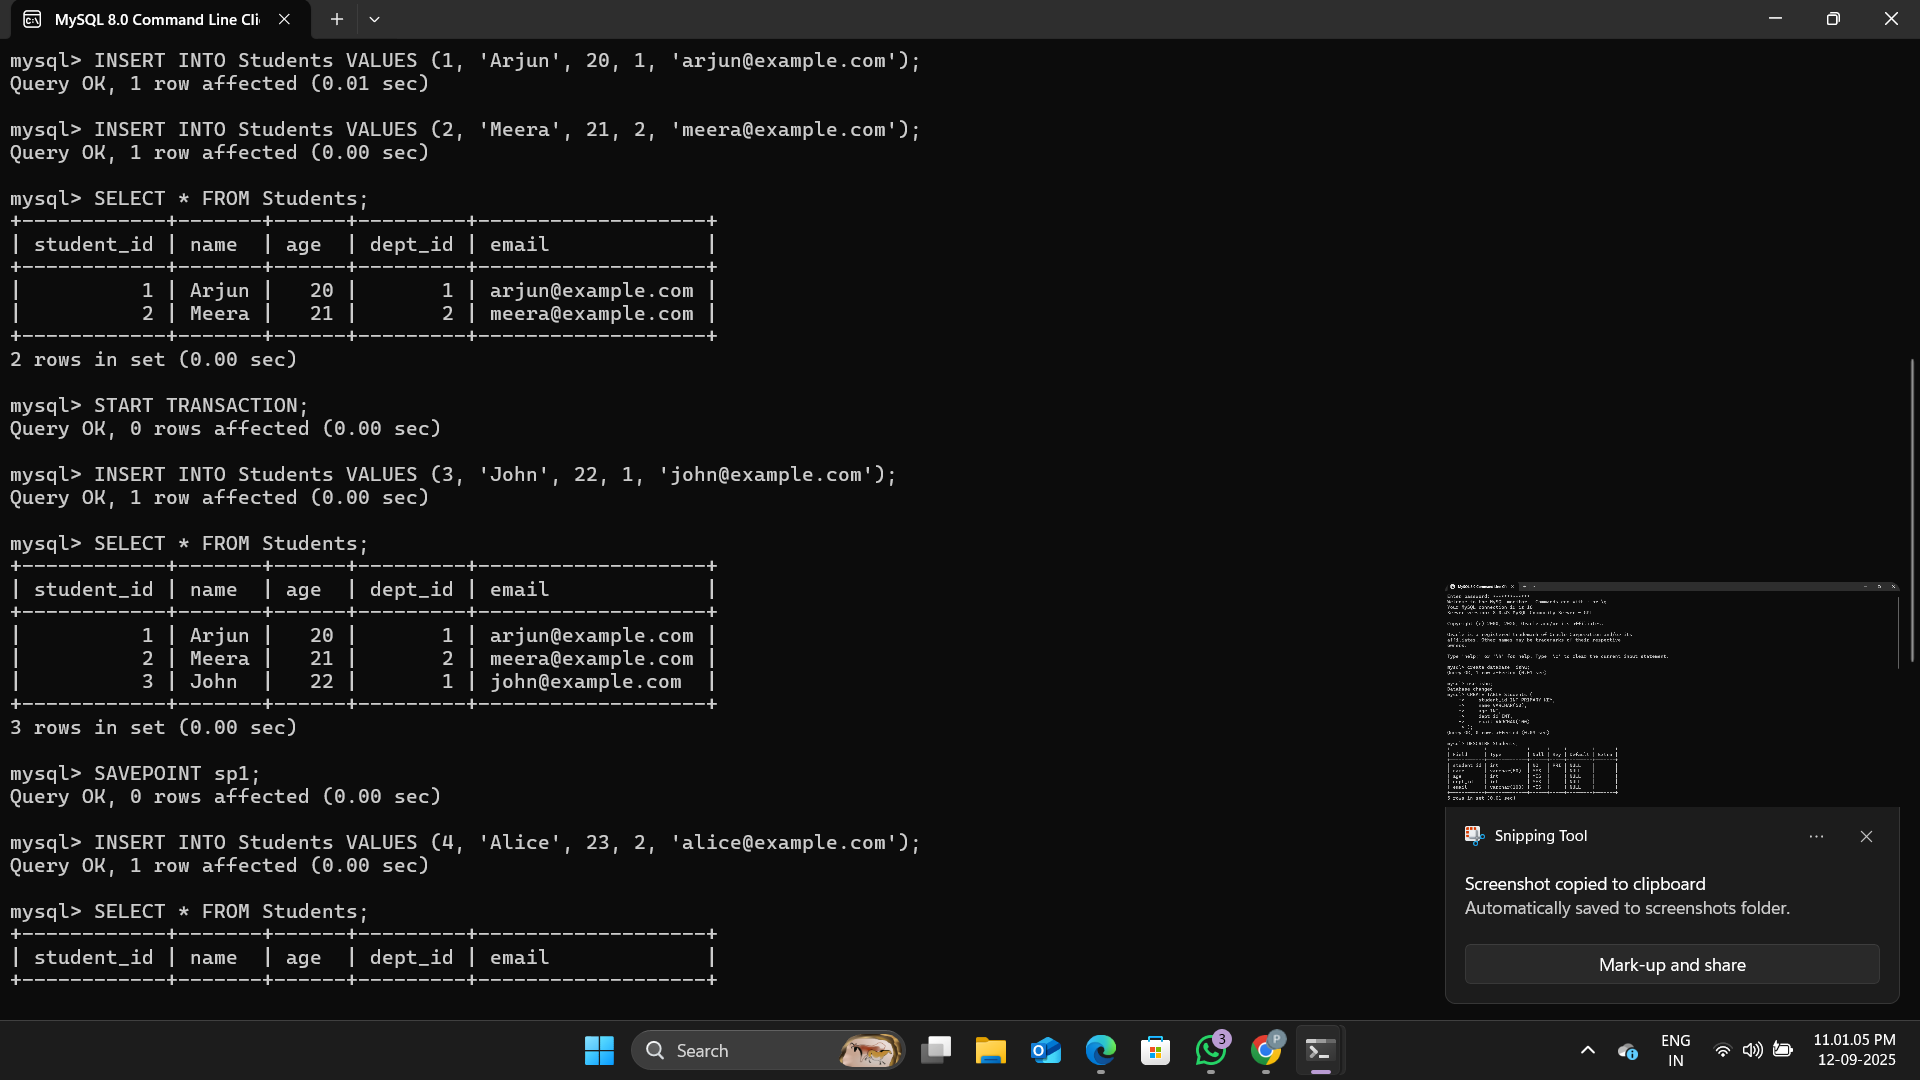 MySQL 8.0 Command Line Cli
mysql> INSERT INTO Students VALUES (1, 'Arjun', 20, 1, 'arjun@example.com');
Query OK, 1 row affected (0.01 sec)
mysql> INSERT INTO Students VALUES (2, 'Meera', 21, 2, 'meera@example.com');
Query OK, 1 row affected (0.00 sec)
mysql> SELECT * FROM Students;
+------------+-------+------+---------+-------------------+
| student_id | name  | age  | dept_id | email             |
+------------+-------+------+---------+-------------------+
|          1 | Arjun |   20 |       1 | arjun@example.com |
|          2 | Meera |   21 |       2 | meera@example.com |
+------------+-------+------+---------+-------------------+
2 rows in set (0.00 sec)
mysql> START TRANSACTION;
Query OK, 0 rows affected (0.00 sec)
mysql> INSERT INTO Students VALUES (3, 'John', 22, 1, 'john@example.com');
Query OK, 1 row affected (0.00 sec)
mysql> SELECT * FROM Students;
+------------+-------+------+---------+-------------------+
| student_id | name  | age  | dept_id | email             |
+------------+-------+------+---------+-------------------+
|          1 | Arjun |   20 |       1 | arjun@example.com |
|          2 | Meera |   21 |       2 | meera@example.com |
|          3 | John  |   22 |       1 | john@example.com  |
+------------+-------+------+---------+-------------------+
3 rows in set (0.00 sec)
mysql> SAVEPOINT sp1;
Query OK, 0 rows affected (0.00 sec)
mysql> INSERT INTO Students VALUES (4, 'Alice', 23, 2, 'alice@example.com');
Query OK, 1 row affected (0.00 sec)
mysql> SELECT * FROM Students;
+------------+-------+------+---------+-------------------+
| student_id | name  | age  | dept_id | email             |
+------------+-------+------+---------+-------------------+
Snipping Tool
Screenshot copied to clipboard
Automatically saved to screenshots folder.
Mark-up and share
Search
3
P
ENG
IN
11.01.05 PM
12-09-2025